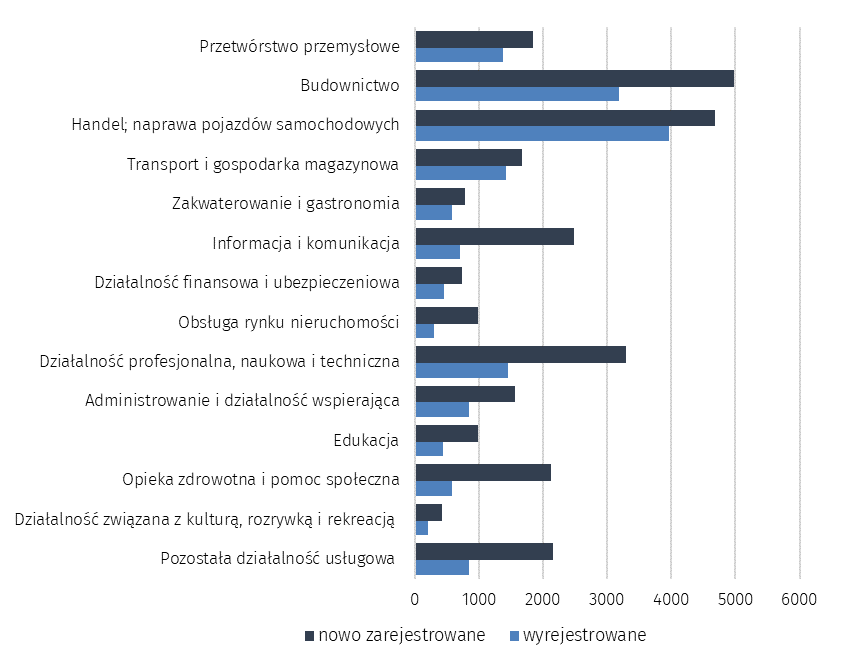 Przetwórstwo przemysłowe
Budownictwo
Handel; naprawa pojazdów samochodowych
Transport i gospodarka magazynowa
Zakwaterowanie i gastronomia
Informacja i komunikacja
Działalność finansowa i ubezpieczeniowa
Obsługa rynku nieruchomości
Działalność profesjonalna, naukowa i techniczna
Administrowanie i działalność wspierająca
Edukacja
Opieka zdrowotna i pomoc społeczna
Działalność związana z kulturą, rozrywką i rekreacją
Pozostała działalność usługowa
0 1000 2000 3000 4000 5000 6000
nowo zarejestrowane wyrejestrowane